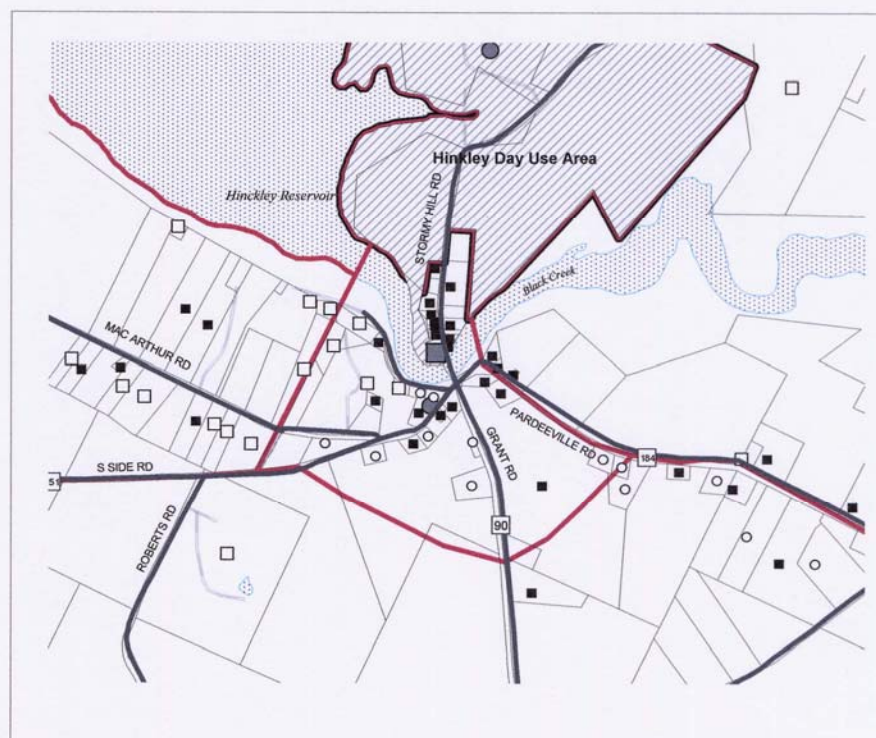 Hinkley Day Use Area
Hinckley Reservoir
STORMY HILL RD
Black Creek
MAC ARTHUR RD
PARDEEVILLE RD
GRANT RD
S SIDE RD
184
51
90
ROBERTS RD